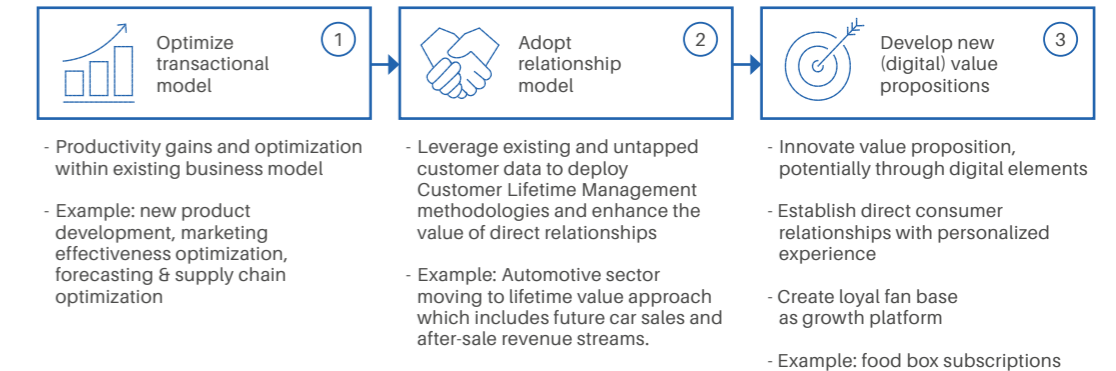 Optimize
transactional
model
1
- Productivity gains and optimization
within existing business model
- Example: new product
development, marketing
effectiveness optimization,
forecasting & supply chain
optimization
Adopt
relationship
model
2
- Leverage existing and untapped
customer data to deploy
Customer Lifetime Management
methodologies and enhance the
value of direct relationships
- Example: Automotive sector
moving to lifetime value approach
which includes future car sales and
after-sale revenue streams.
Develop new
(digital) value
propositions
3
- Innovate value proposition,
potentially through digital elements
- Establish direct consumer
relationships with personalized
experience
- Create loyal fan base
as growth platform
- Example: food box subscriptions